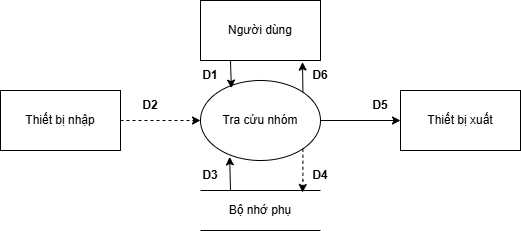 Người dùng
D1
D6
Thiết bị nhập
D2
Tra cứu nhóm
D5
Thiết bị xuất
D3
D4
Bộ nhớ phụ